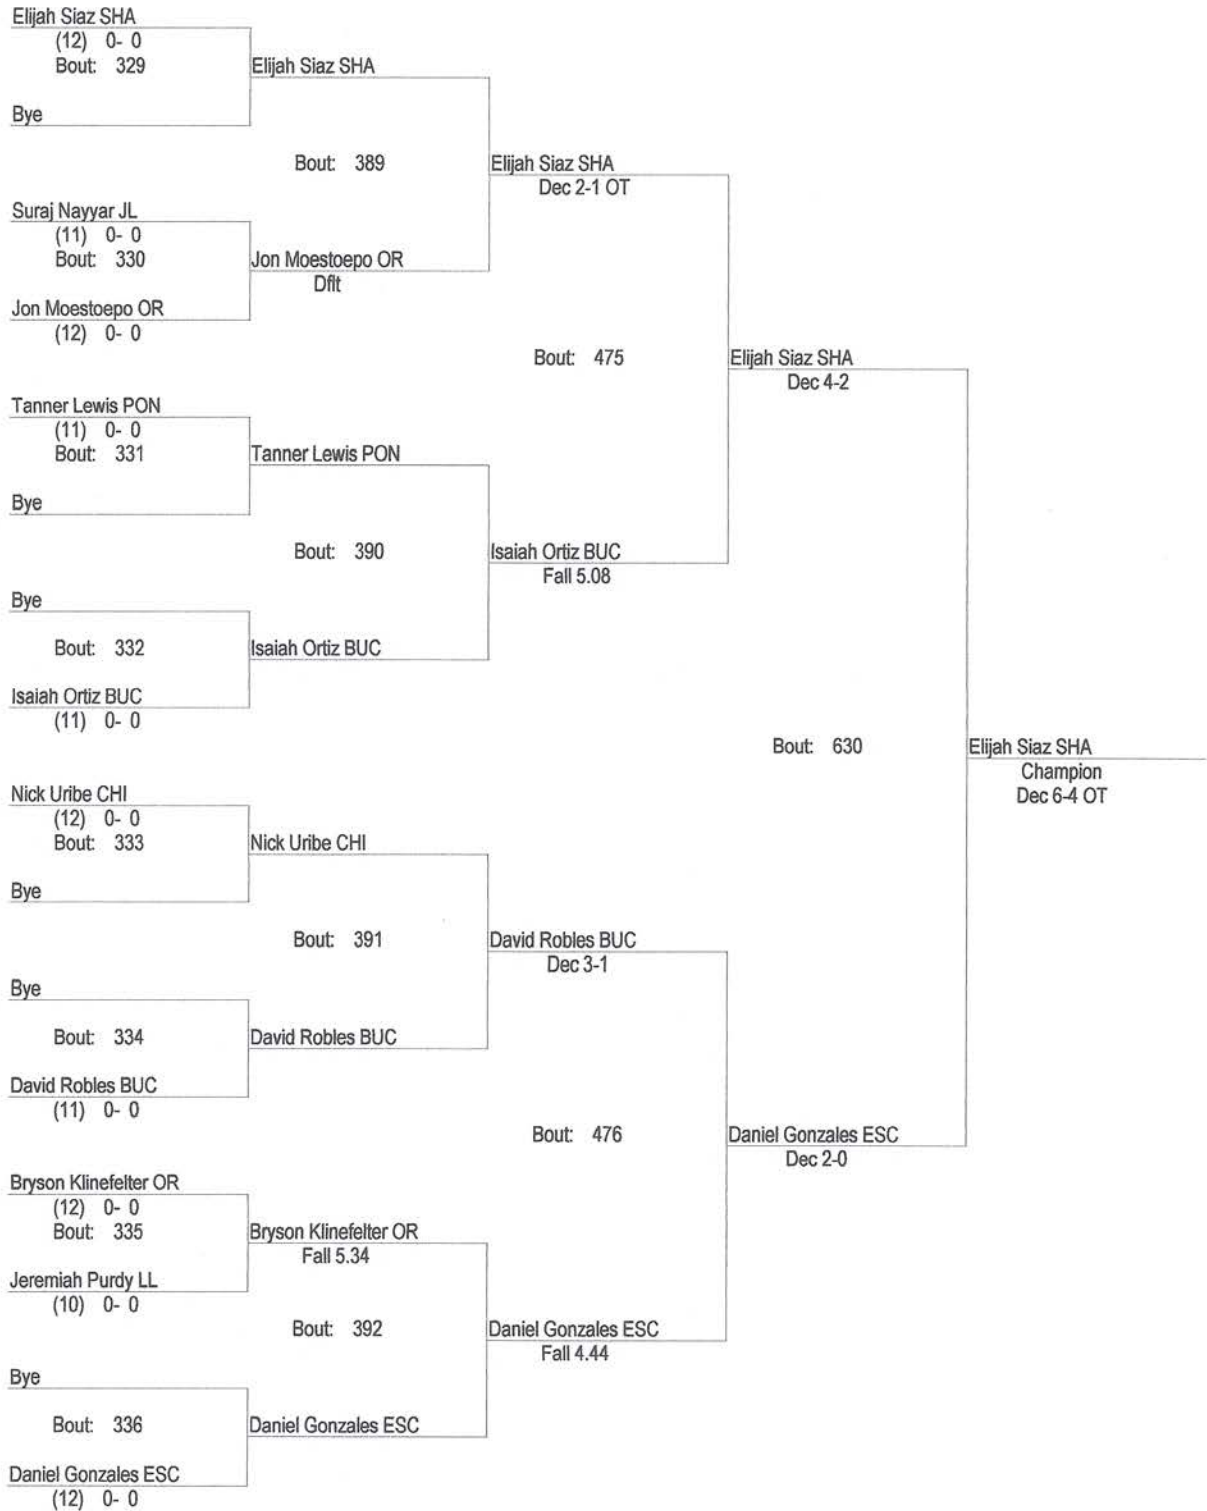 Elijah Siaz SHA
(12) 0- 0
Bout: 329
Elijah Siaz SHA
Bye
Bout: 389
Elijah Siaz SHA
Dec 2-1 OT
Suraj Nayyar JL
(11) 0- 0
Bout: 330
Jon Moestoepo OR
Dflt
Jon Moestoepo OR
(12) 0- 0
Bout: 475
Elijah Siaz SHA
Dec 4-2
Tanner Lewis PON
(11) 0- 0
Bout: 331
Tanner Lewis PON
Bye
Bout: 390
Isaiah Ortiz BUC
Fall 5.08
Bye
Bout: 332
Isaiah Ortiz BUC
Isaiah Ortiz BUC
(11) 0- 0
Bout: 630
Elijah Siaz SHA
Champion
Dec 6-4 OT
Nick Uribe CHI
(12) 0- 0
Bout: 333
Nick Uribe CHI
Bye
Bout: 391
David Robles BUC
Dec 3-1
Bye
Bout: 334
David Robles BUC
David Robles BUC
(11) 0- 0
Bout: 476
Daniel Gonzales ESC
Dec 2-0
Bryson Klinefelter OR
(12) 0- 0
Bout: 335
Bryson Klinefelter OR
Fall 5.34
Jeremiah Purdy LL
(10) 0- 0
Bout: 392
Daniel Gonzales ESC
Fall 4.44
Bye
Bout: 336
Daniel Gonzales ESC
Daniel Gonzales ESC
(12) 0- 0